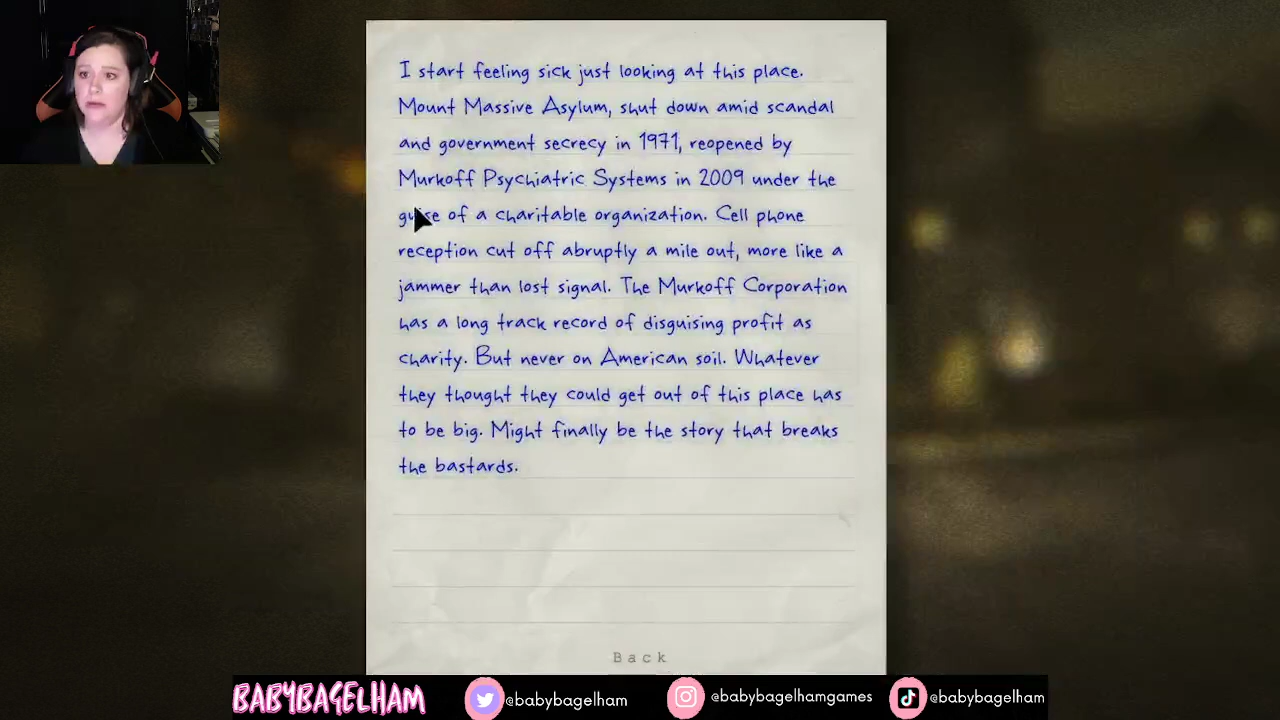 I start feeling sick just looking at this place.
Mount Massive Asylum, shut down amid scandal
and government secrecy in 1971, reopened by
Murkoff Psychiatric Systems in 2009 under the
guise of a charitable organization. Cell phone
reception cut off abruptly a mile out, more like a
jammer than lost signal. The Murkoff Corporation
has a long track record of disguising profit as
charity. But never on American soil. Whatever
they thought they could get out of this place has
to be big. Might finally be the story that breaks
the bastards.
Back
BABYBAGELHAM @babybagelham @babybagelhamgames @babybagelham